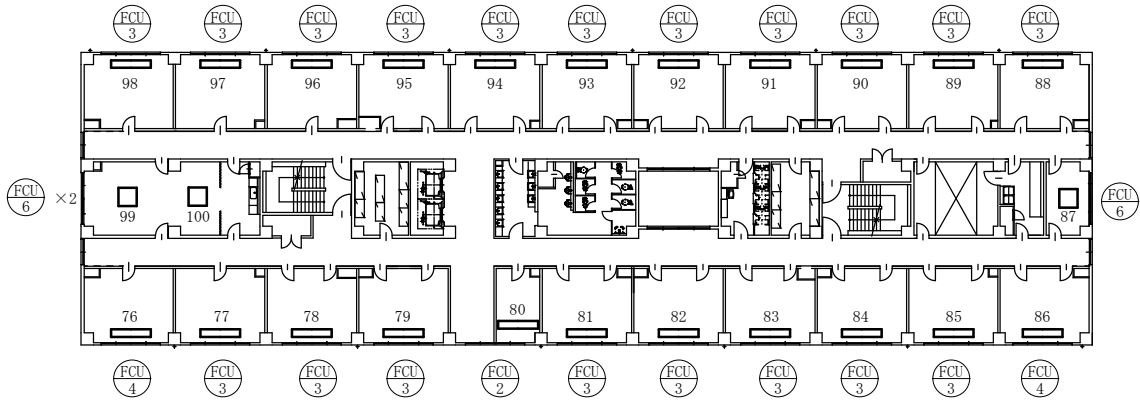 FCU FCU FCU FCU FCU FCU FCU FCU FCU FCU FCU
3 3 3 3 3 3 3 3 3 3 3
98 97 96 95 94 93 92 91 90 89 88
FCU ×2
6
99 100
87
FCU
6
76 77 78 79 80 81 82 83 84 85 86
FCU FCU FCU FCU FCU FCU FCU FCU FCU FCU FCU
4 3 3 3 2 3 3 3 3 3 4